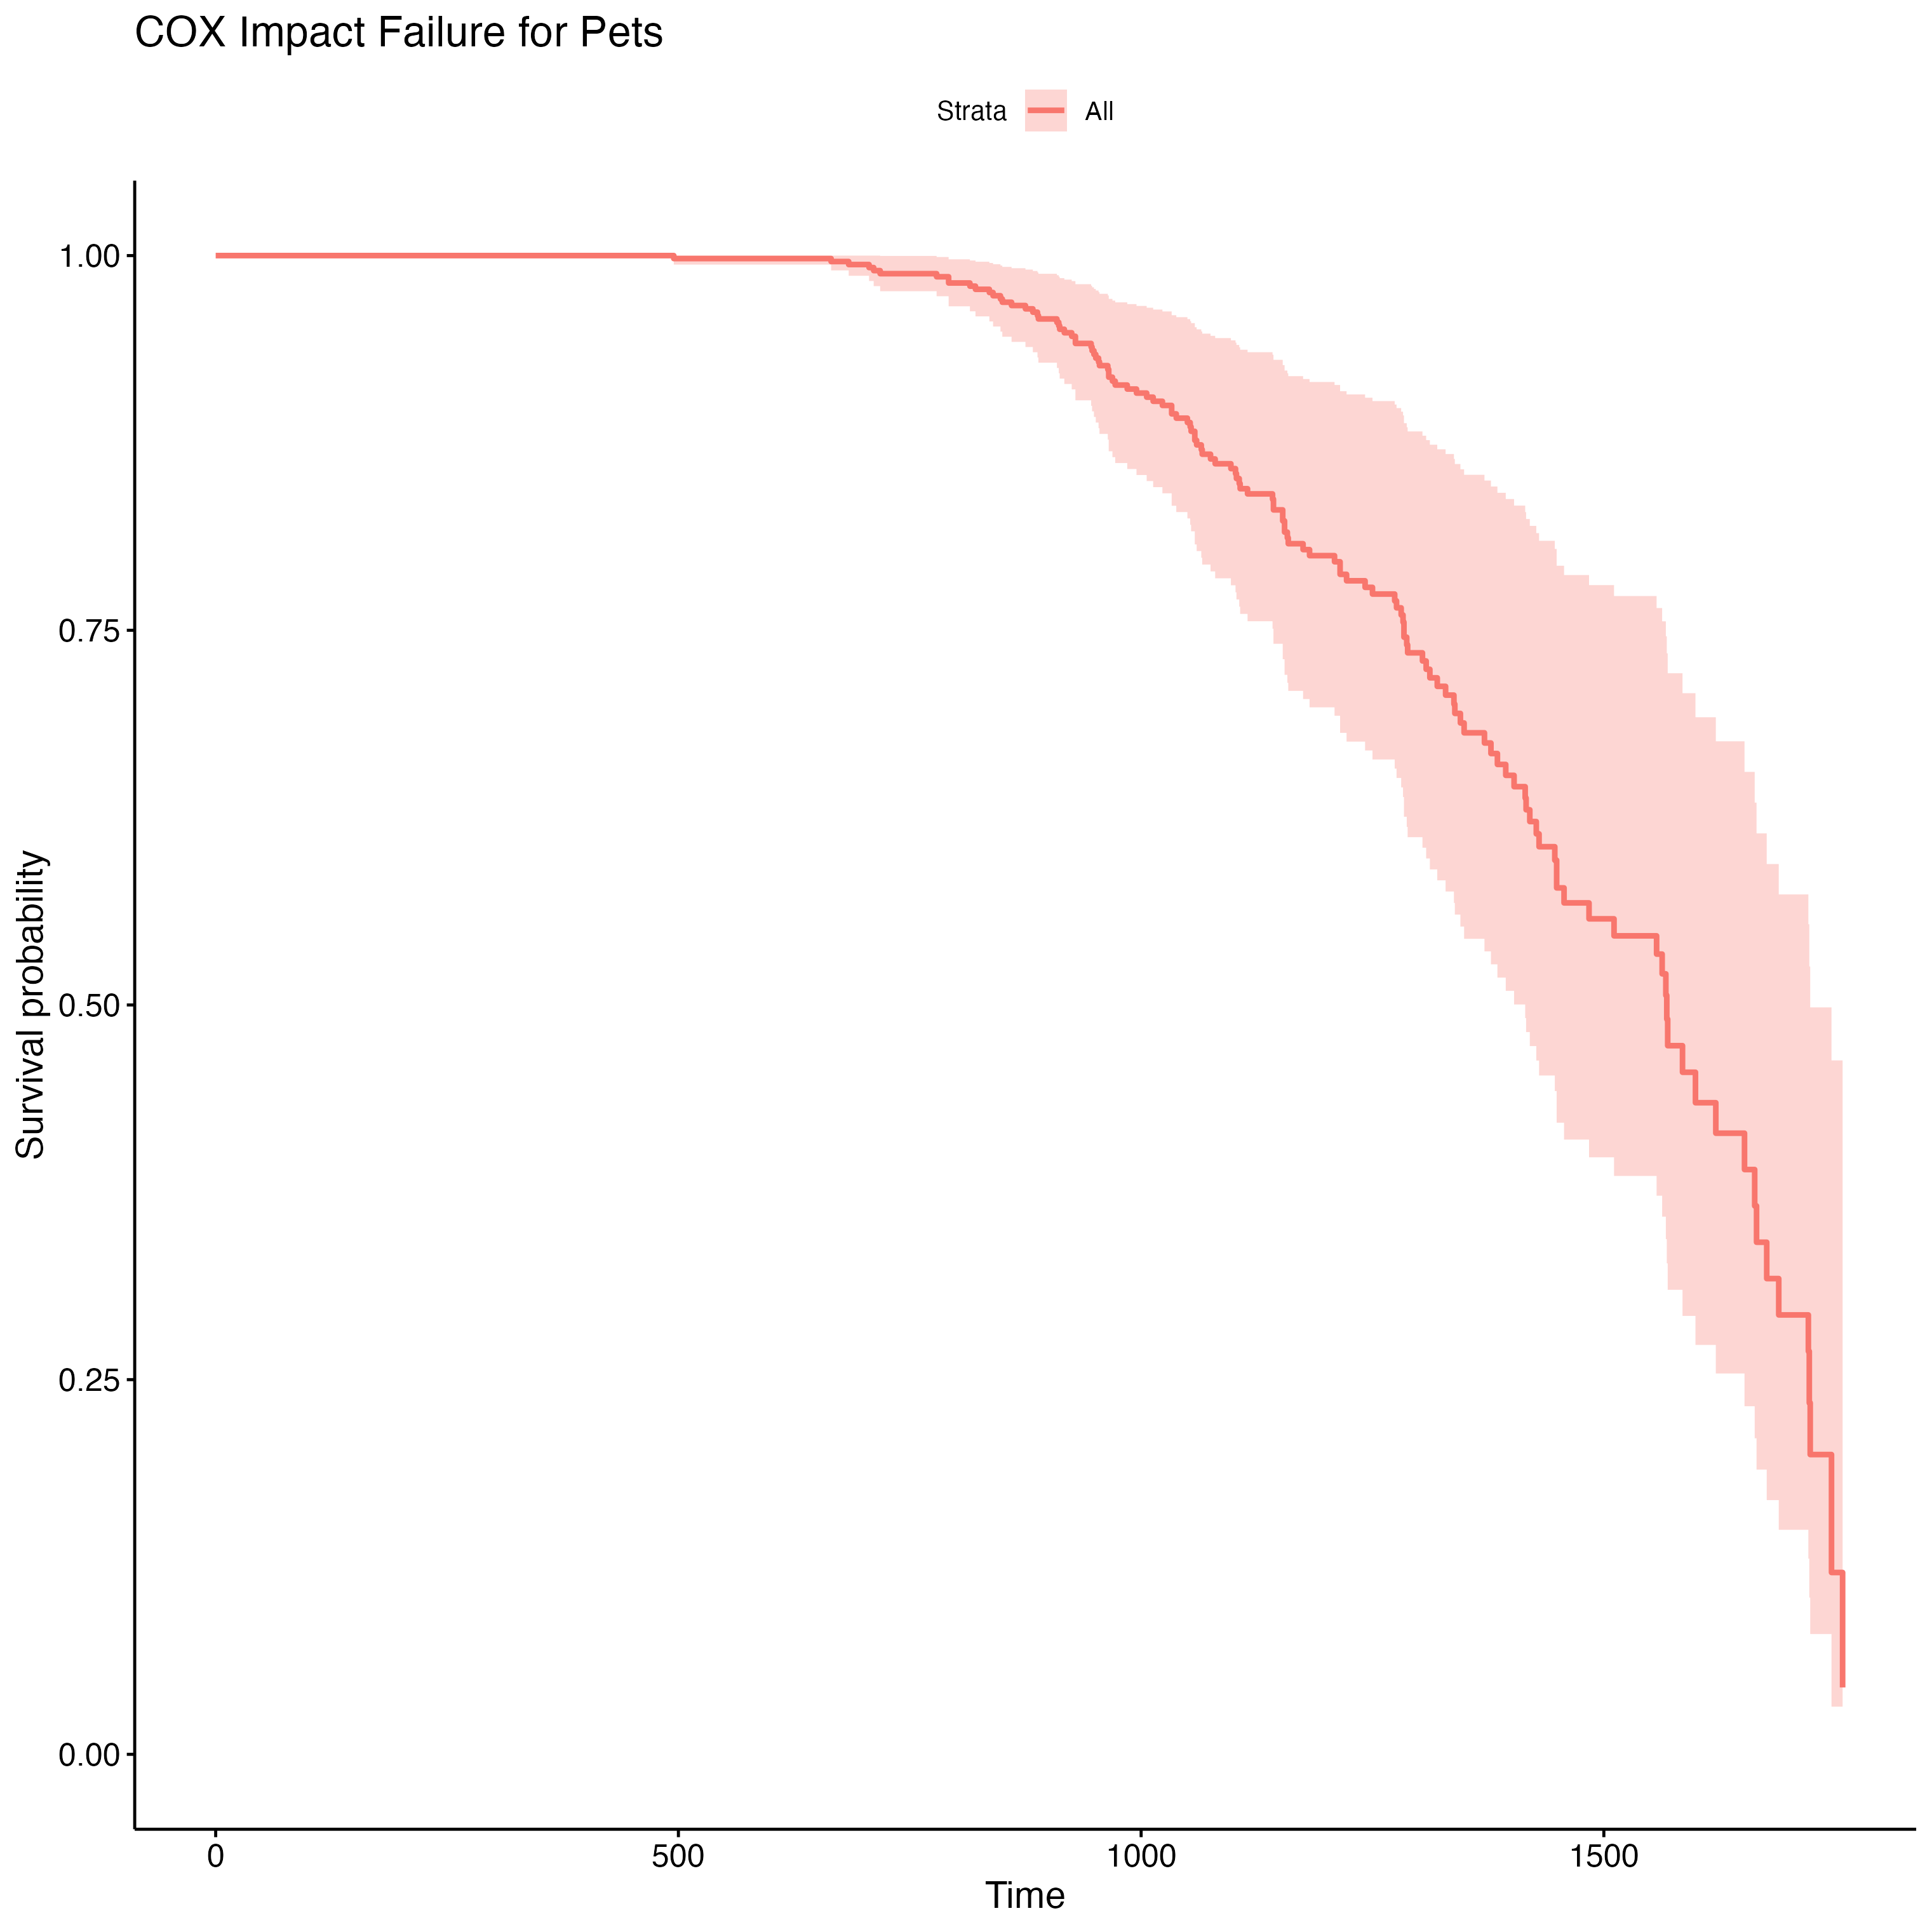 COX Impact Failure for Pets
Strata All
1.00
0.75
0.50
0.25
0.00
Survival probability
0 500 1000 1500
Time